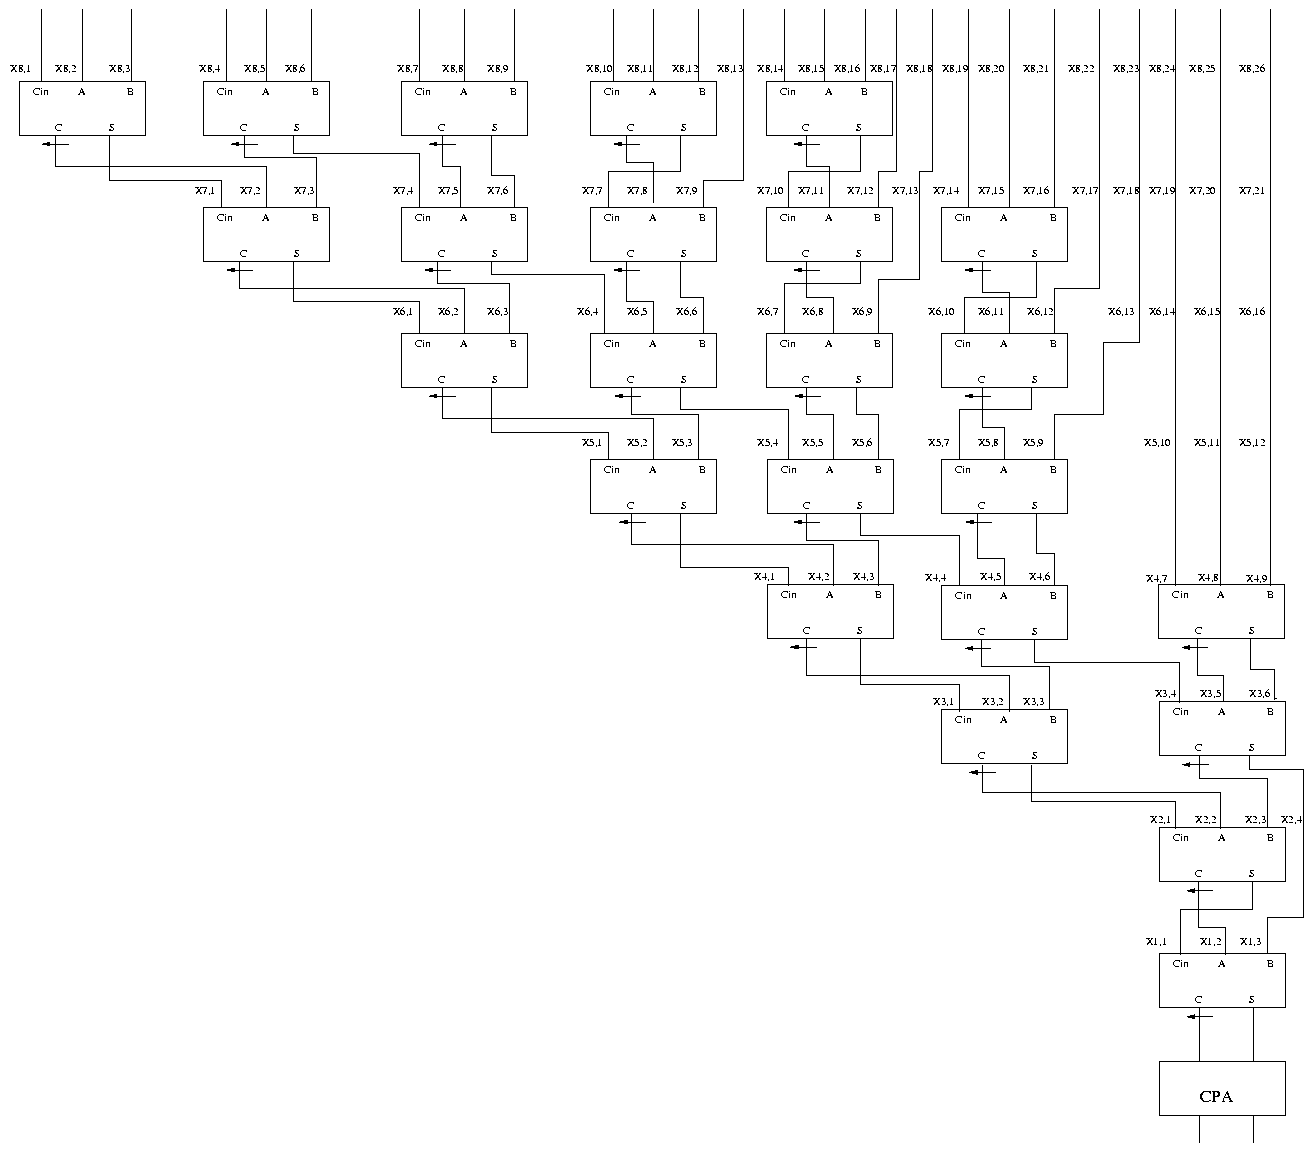 X8,1 X8,2 X8,3 X8,4 X8,5 X8,6 X8,7 X8,8 X8,9 X8,10 X8,11 X8,12 X8,13 X8,14 X8,15 X8,16 X8,17 X8,18 X8,19 X8,20 X8,21 X8,22 X8,23 X8,24 X8,25 X8,26
Cin A B Cin A B Cin A B Cin A B Cin A B
C S C S C S C S C S
X7,1 X7,2 X7,3 X7,4 X7,5 X7,6 X7,7 X7,8 X7,9 X7,10 X7,11 X7,12 X7,13 X7,14 X7,15 X7,16 X7,17 X7,18 X7,19 X7,20 X7,21
Cin A B Cin A B Cin A B Cin A B Cin A B
C S C S C S C S C S
X6,1 X6,2 X6,3 X6,4 X6,5 X6,6 X6,7 X6,8 X6,9 X6,10 X6,11 X6,12 X6,13 X6,14 X6,15 X6,16
Cin A B Cin A B Cin A B Cin A B
C S C S C S C S
X5,1 X5,2 X5,3 X5,4 X5,5 X5,6 X5,7 X5,8 X5,9 X5,10 X5,11 X5,12
Cin A B Cin A B Cin A B
C S C S C S
X4,1 X4,2 X4,3 X4,4 X4,5 X4,6 X4,7 X4,8 X4,9
Cin A B Cin A B Cin A B
C S C S C S
X3,1 X3,2 X3,3 X3,4 X3,5 X3,6
Cin A B Cin A B
C S C S
X2,1 X2,2 X2,3 X2,4
Cin A B
C S
X1,1 X1,2 X1,3
Cin A B
C S
CPA